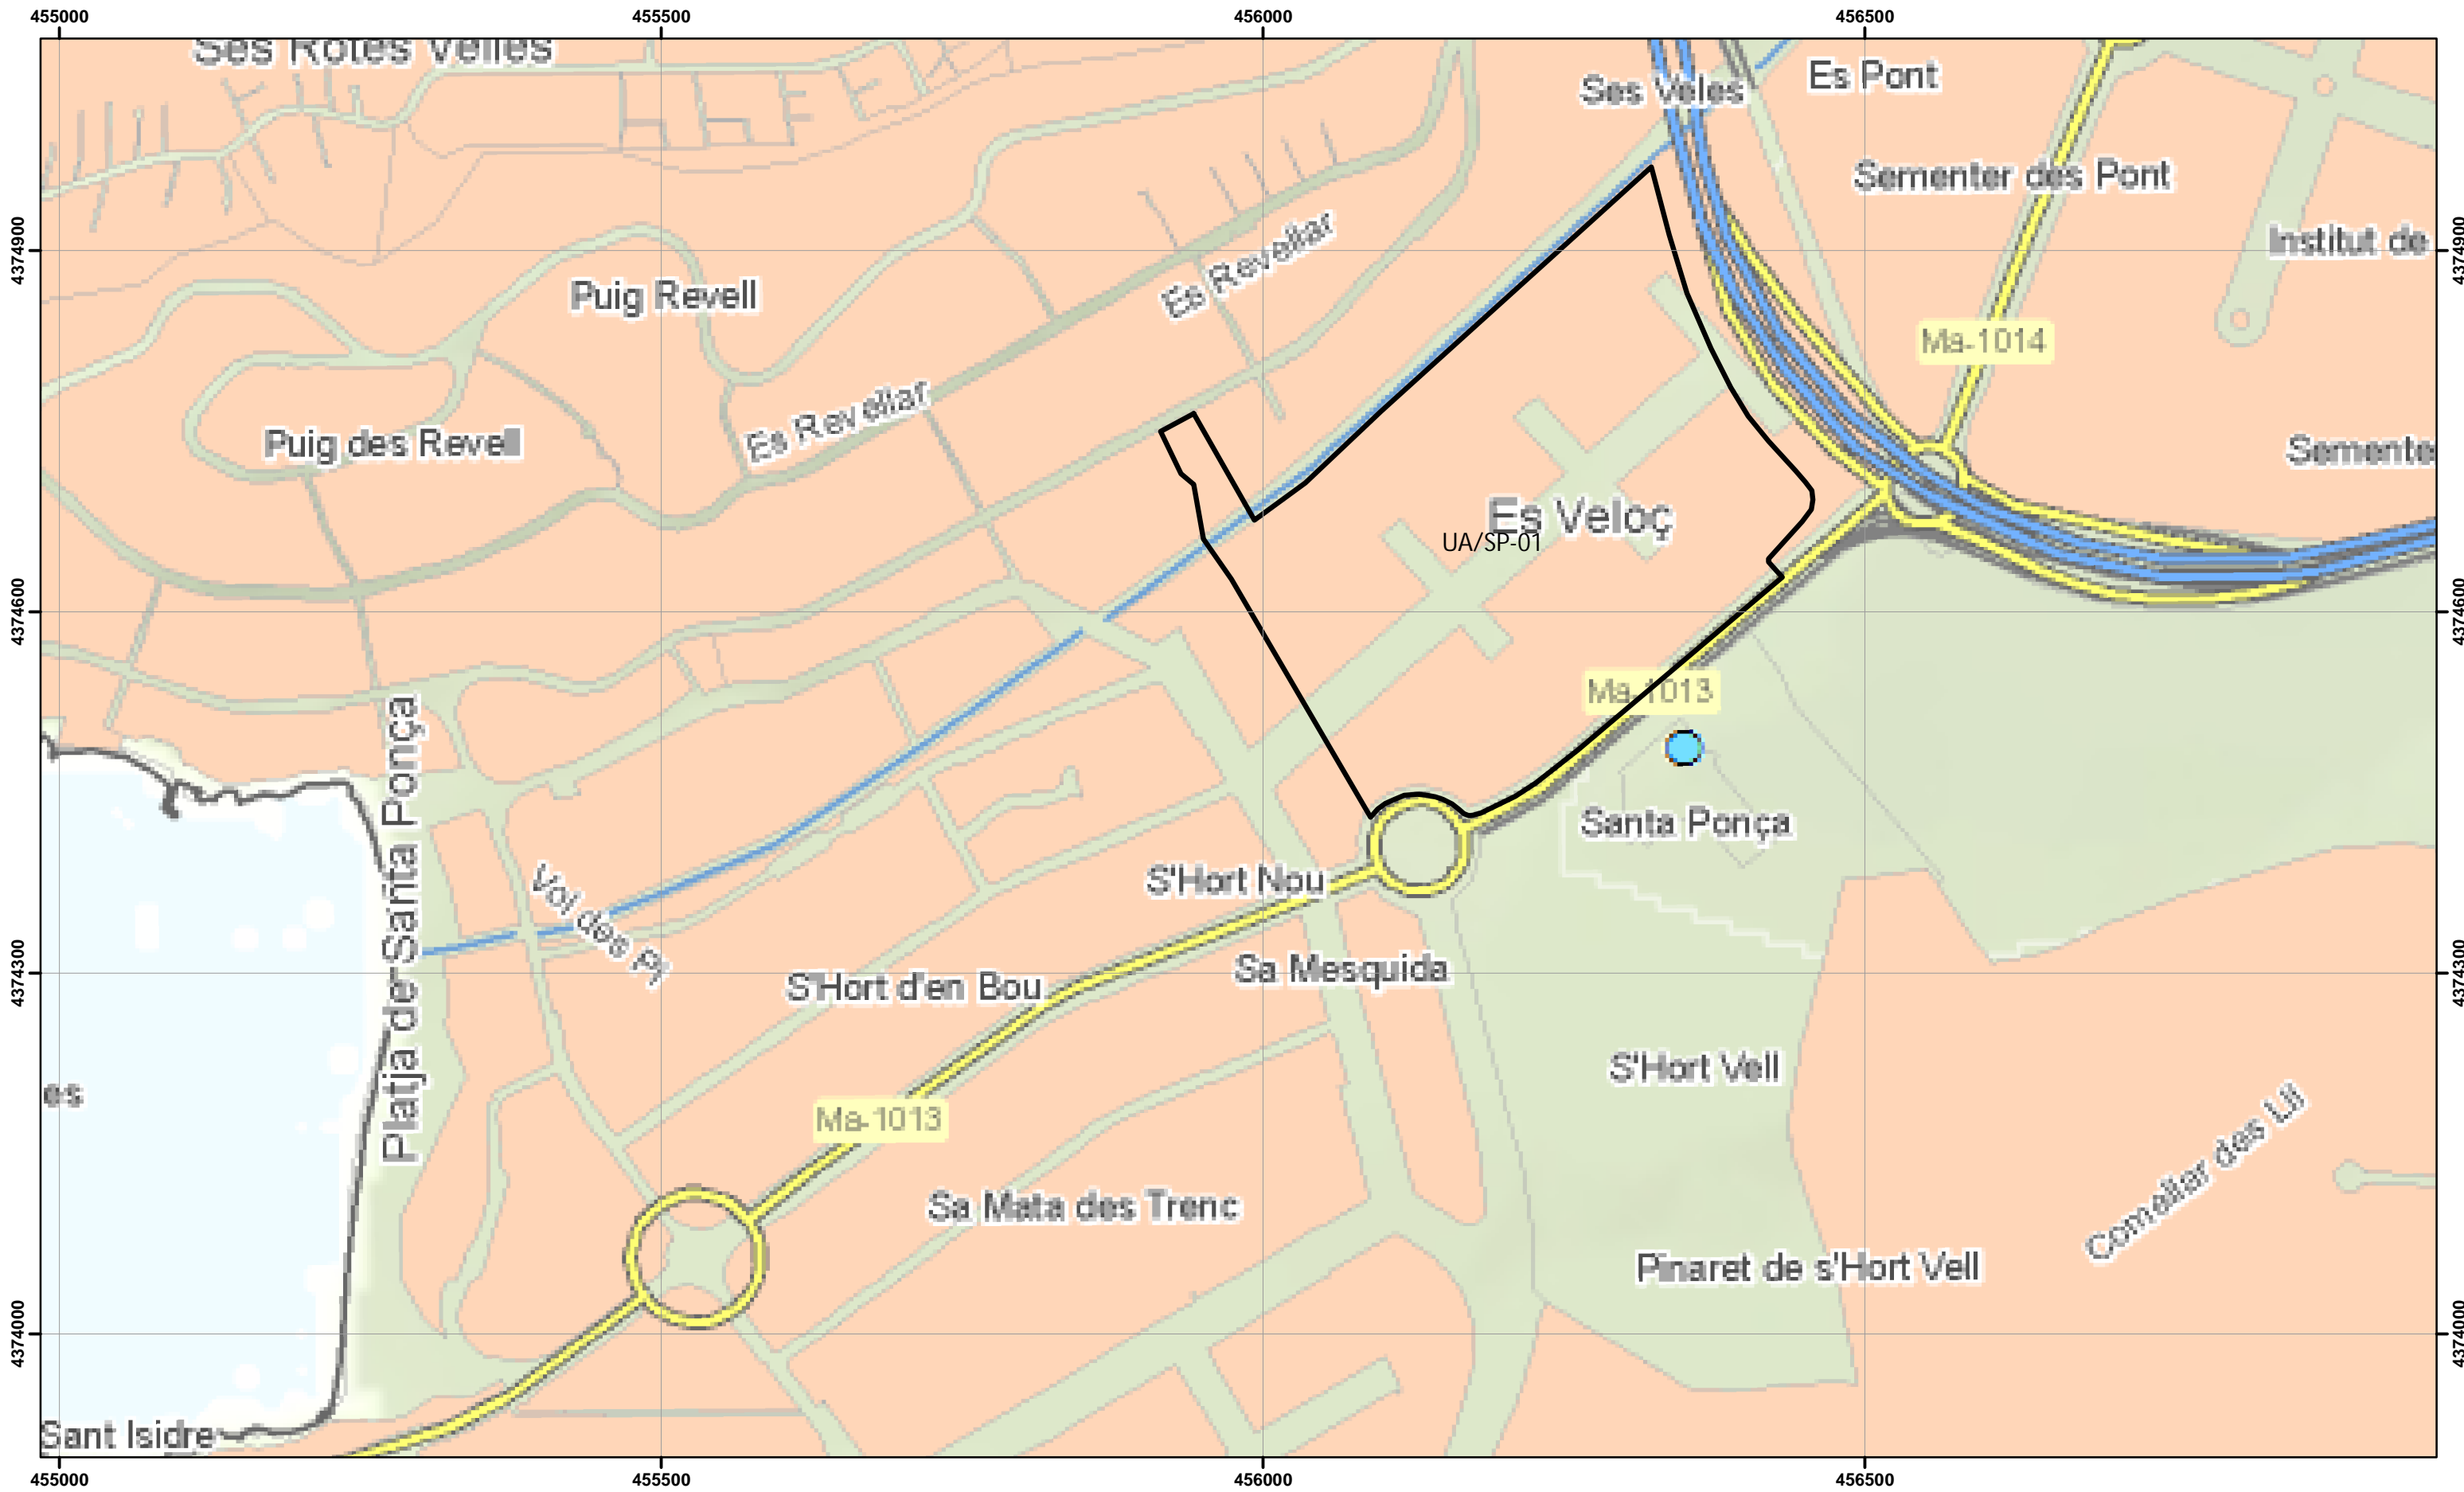 455000
455500
456000
456500
Ses Rotes Velles
Ses Veles
Es Pont
Sementer des Pont
4374900
Institut de
4374900
Es Revellar
Puig Revell
Ma-1014
Es Revellar
Puig des Revell
Es Veloç
UA/SP-01
4374600
4374600
Ma-1013
Platja de Santa Ponça
Santa Ponça
S'Hort Nou
Vol des Pi
Sa Mesquida
S'Hort d'en Bou
4374300
4374300
S'Hort Vell
es
Ma-1013
Comellar des Lli
Sa Mata des Trenc
Pinaret de s'Hort Vell
4374000
4374000
Sant Isidre
455000
455500
456000
456500